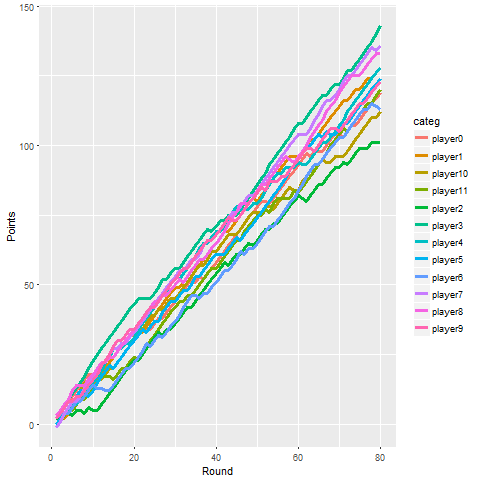 150
100
50
0
Points
0
20
40
60
80
Round
categ
player0
player1
player10
player11
player2
player3
player4
player5
player6
player7
player8
player9